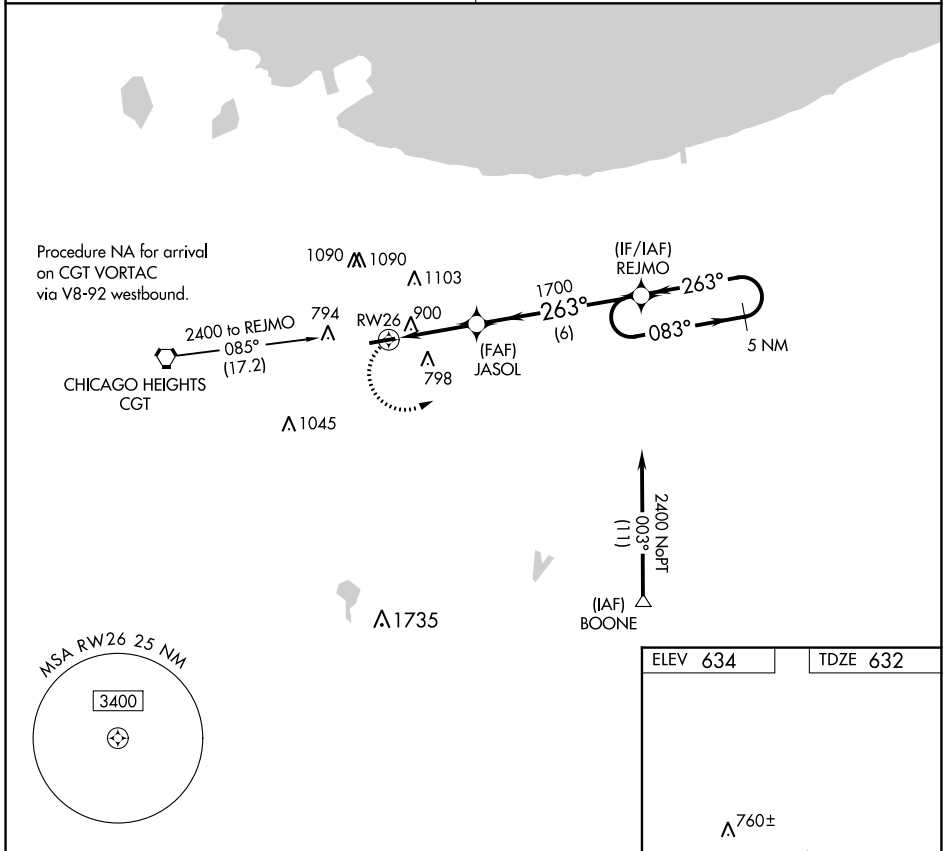 Procedure NA for arrival
on CGT VORTAC
via V8-92 westbound.
1090
1090
1103
794
RW26
900
798
2400 to REJMO
085°
(17.2)
CHICAGO HEIGHTS
CGT
1045
(FAF)
JASOL
1700
263°
(6)
(IF/IAF)
REJMO
263°
083°
5 NM
2400 NoPT
003°
(11)
(IAF)
BOONE
1735
MSA RW26 25 NM
3400
ELEV 634
TDZE 632
760±